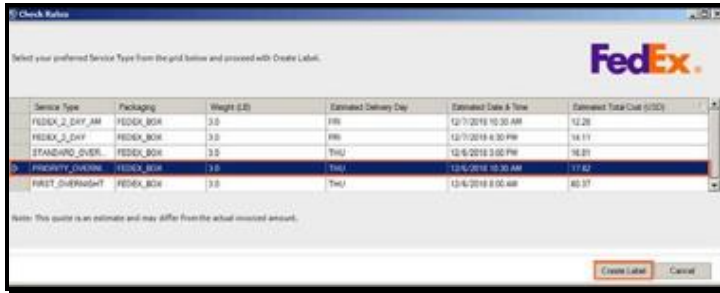 Check Rates
Select your preferred Service Type from the grid below and proceed with Create Label.
FedEx
Service Type Packaging Weight (LB) Estimated Delivery Day Estimated Date & Time Estimated Total Cost (USD)
FEDEX_2_DAY_AM FEDEX_BOX 3.0 FRI 12/7/2018 10:30 AM
FEDEX_2_DAY FEDEX_BOX 3.0 FRI 12/7/2018 4:30 PM 14.11
STANDARD_OVER... FEDEX_BOX 3.0 THU 12/6/2018 3:00 PM 16.81
PRIORITY_OVERNI... FEDEX_BOX 3.0 THU 12/6/2018 10:30 AM 17.82
FIRST_OVERNIGHT FEDEX_BOX 3.0 THU 12/6/2018 8:00 AM
Note: This quote is an estimate and may differ from the actual invoiced amount.
Create Label Cancel